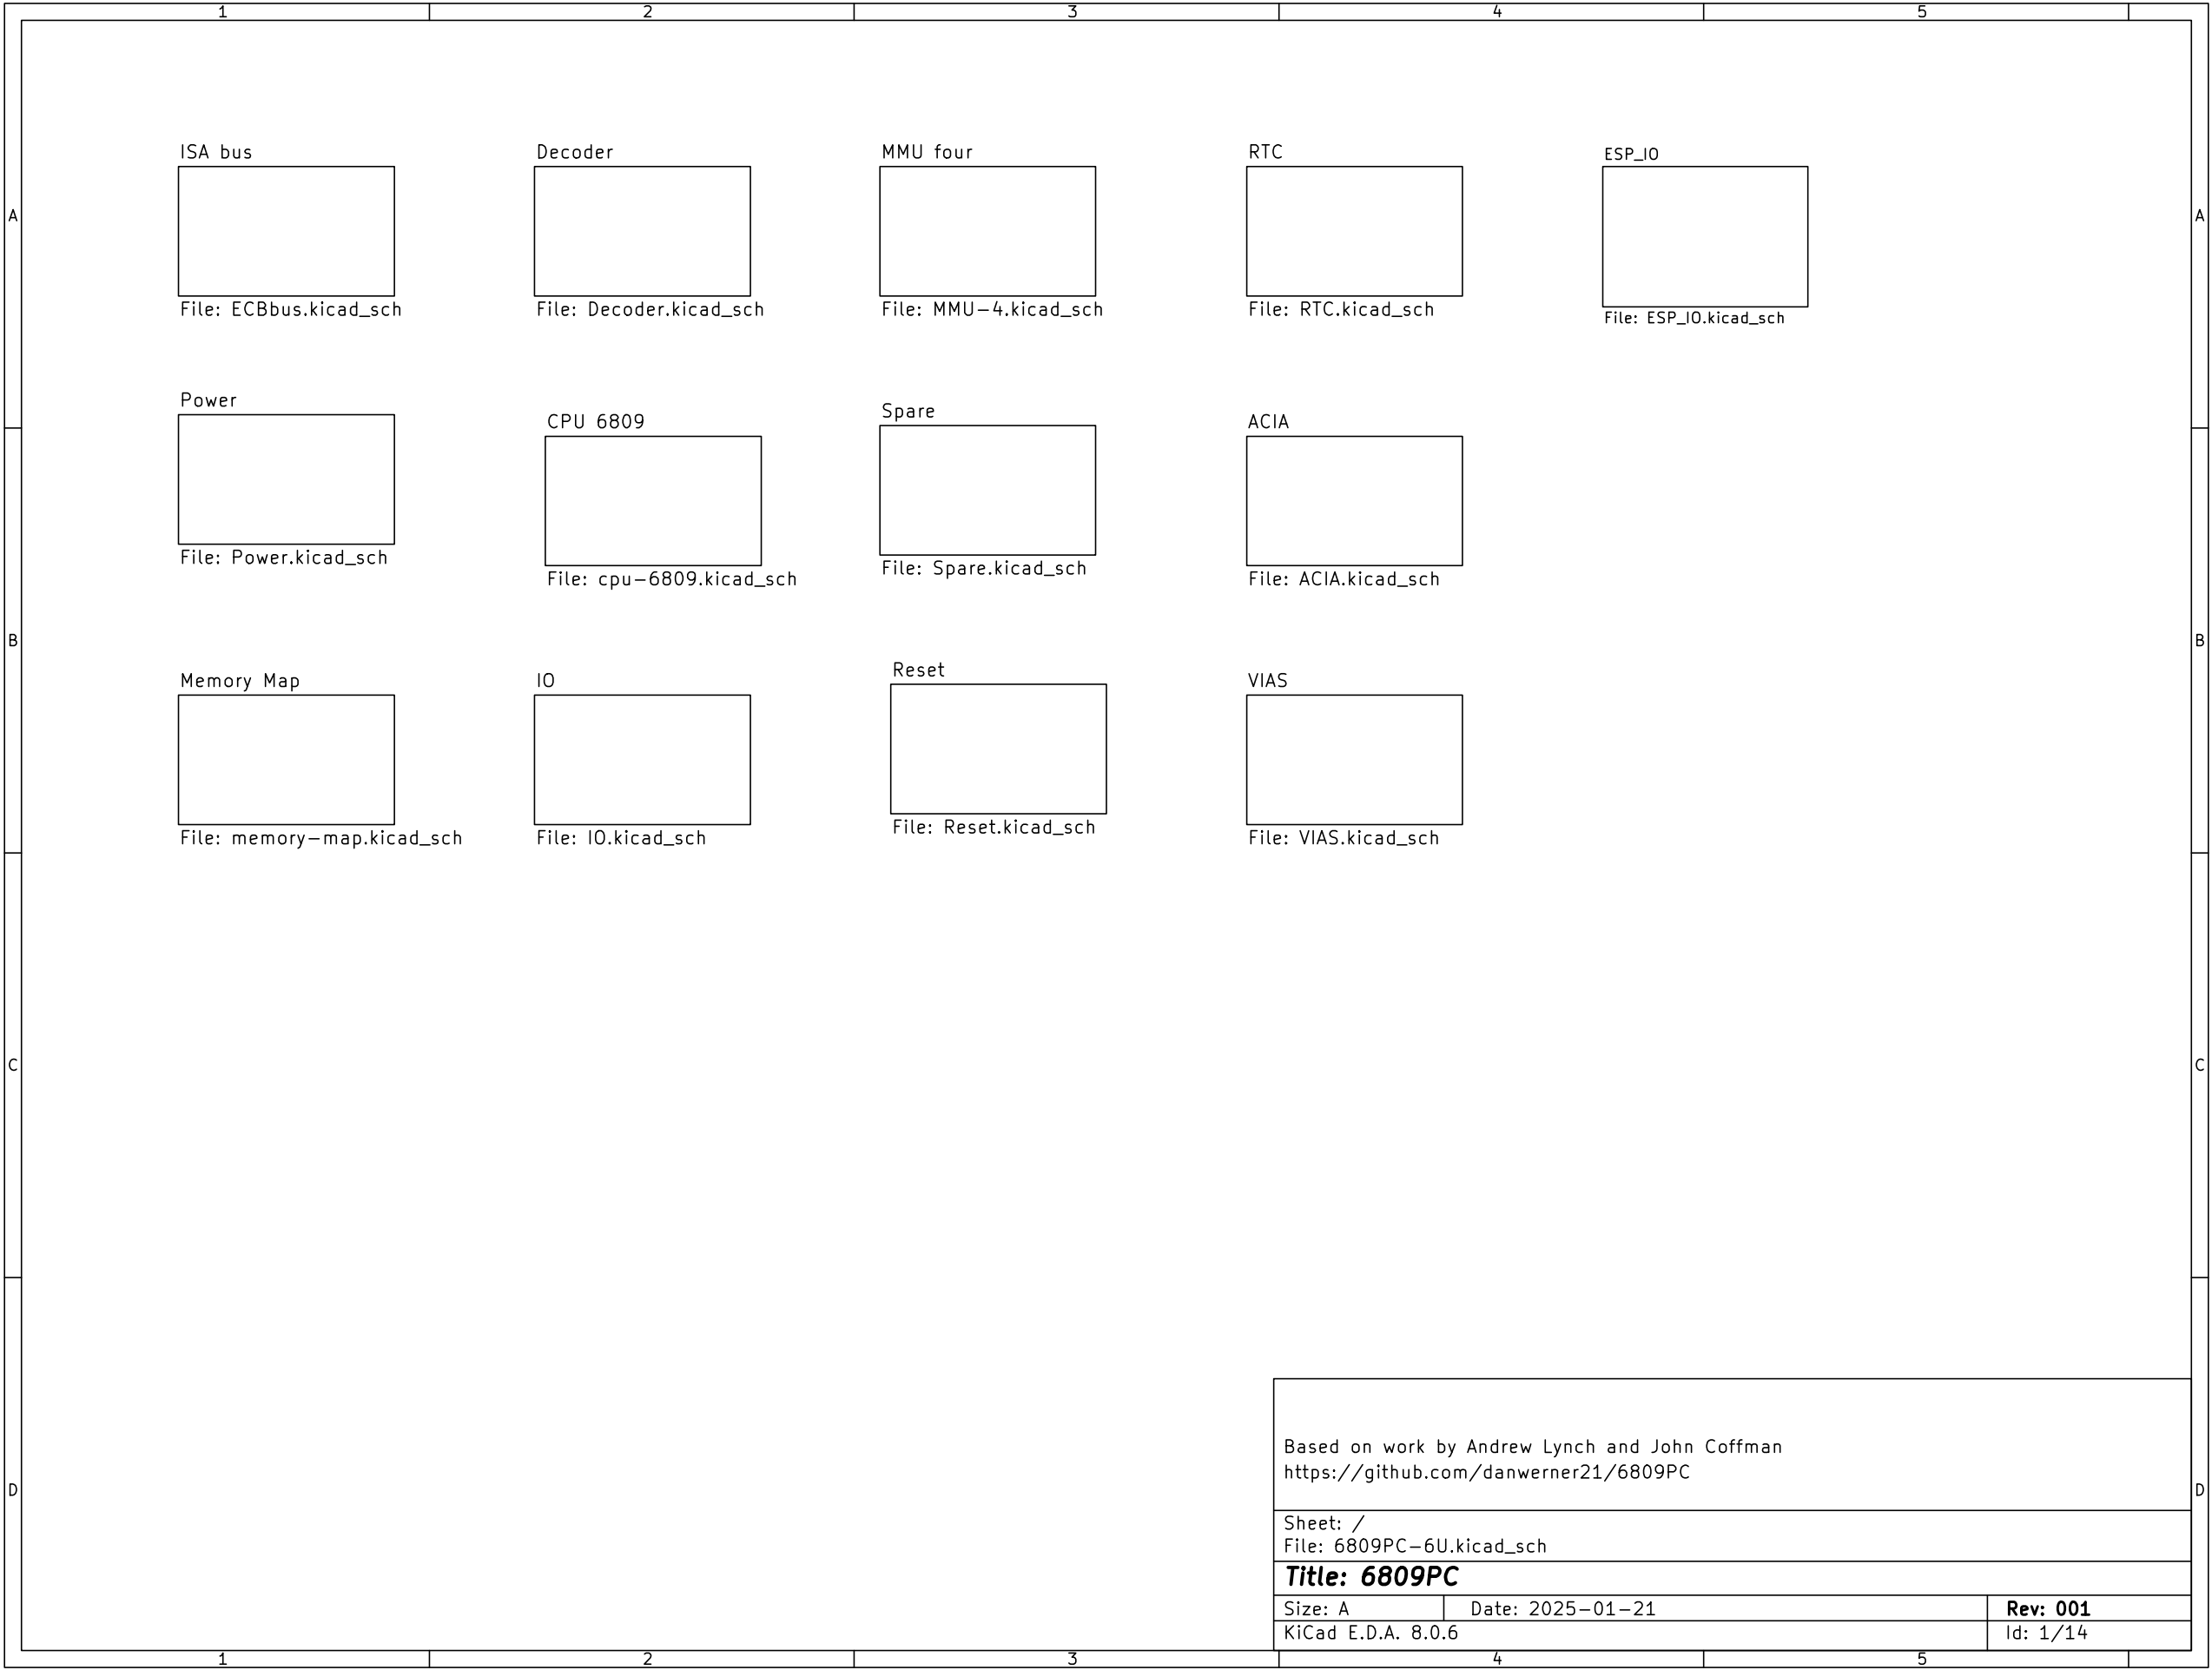 1 2 3 4 5
ISA bus
Decoder
MMU four
RTC
ESP_IO
A
A
File: ECBbus.kicad_sch
File: Decoder.kicad_sch
File: MMU-4.kicad_sch
File: RTC.kicad_sch
File: ESP_IO.kicad_sch
Power
CPU 6809
Spare
ACIA
File: Power.kicad_sch
File: cpu-6809.kicad_sch
File: Spare.kicad_sch
File: ACIA.kicad_sch
B
B
Memory Map
IO
Reset
VIAS
File: memory-map.kicad_sch
File: IO.kicad_sch
File: Reset.kicad_sch
File: VIAS.kicad_sch
C
C
Based on work by Andrew Lynch and John Coffman
https://github.com/danwerner21/6809PC
D
D
Sheet: /
File: 6809PC-6U.kicad_sch
Title: 6809PC
Size: A
Date: 2025-01-21
Rev: 001
KiCad E.D.A. 8.0.6
Id: 1/14
1 2 3 4 5